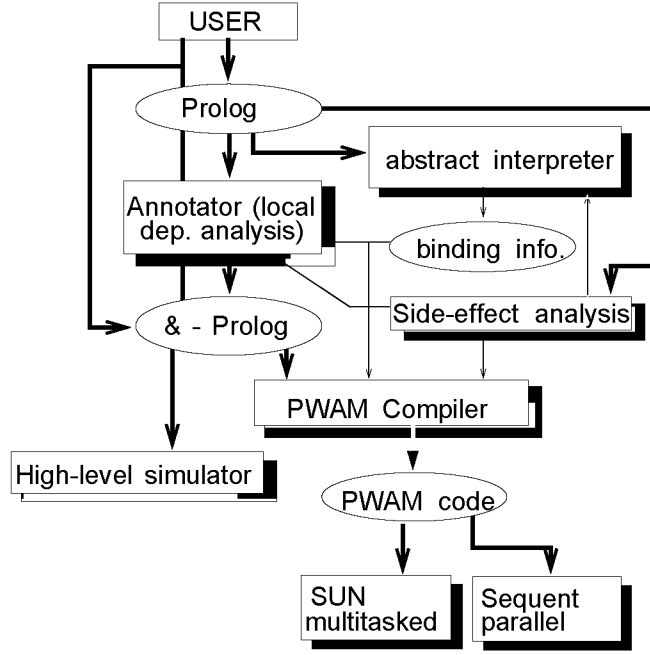 USER
Prolog
abstract interpreter
Annotator (local
dep. analysis)
binding info.
Side-effect analysis
& - Prolog
PWAM Compiler
High-level simulator
PWAM code
SUN
multitasked
Sequent
parallel